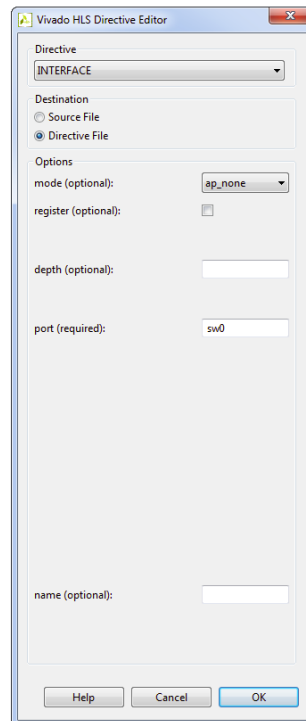 Vivado HLS Directive Editor
Directive
INTERFACE
Destination
Source File
Directive File
Options
mode (optional): ap_none
register (optional):
depth (optional):
port (required): sw0
name (optional):
Help Cancel OK